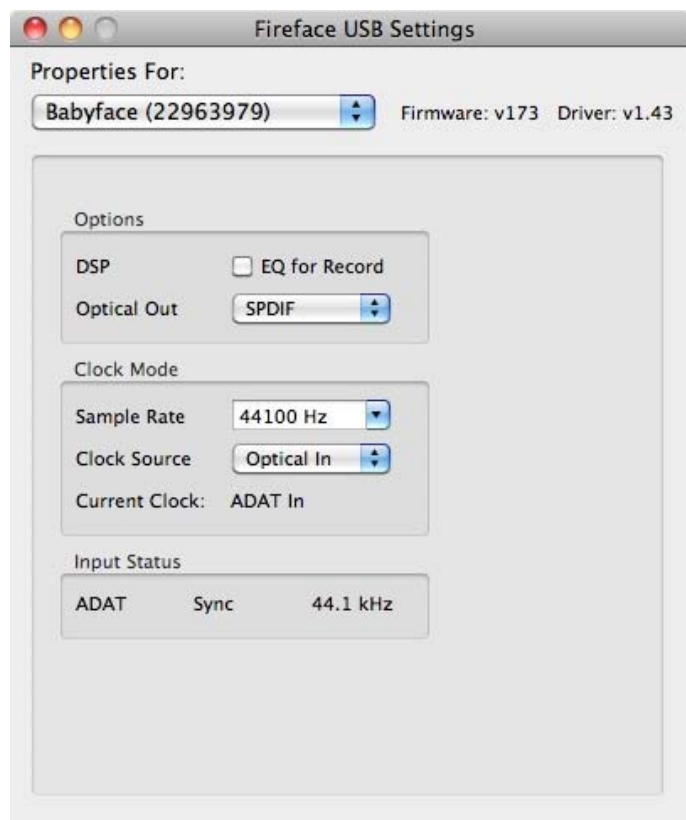 Fireface USB Settings
Properties For:
Babyface (22963979) Firmware: v173 Driver: v1.43
Options
DSP EQ for Record
Optical Out SPDIF
Clock Mode
Sample Rate 44100 Hz
Clock Source Optical In
Current Clock: ADAT In
Input Status
ADAT Sync 44.1 kHz